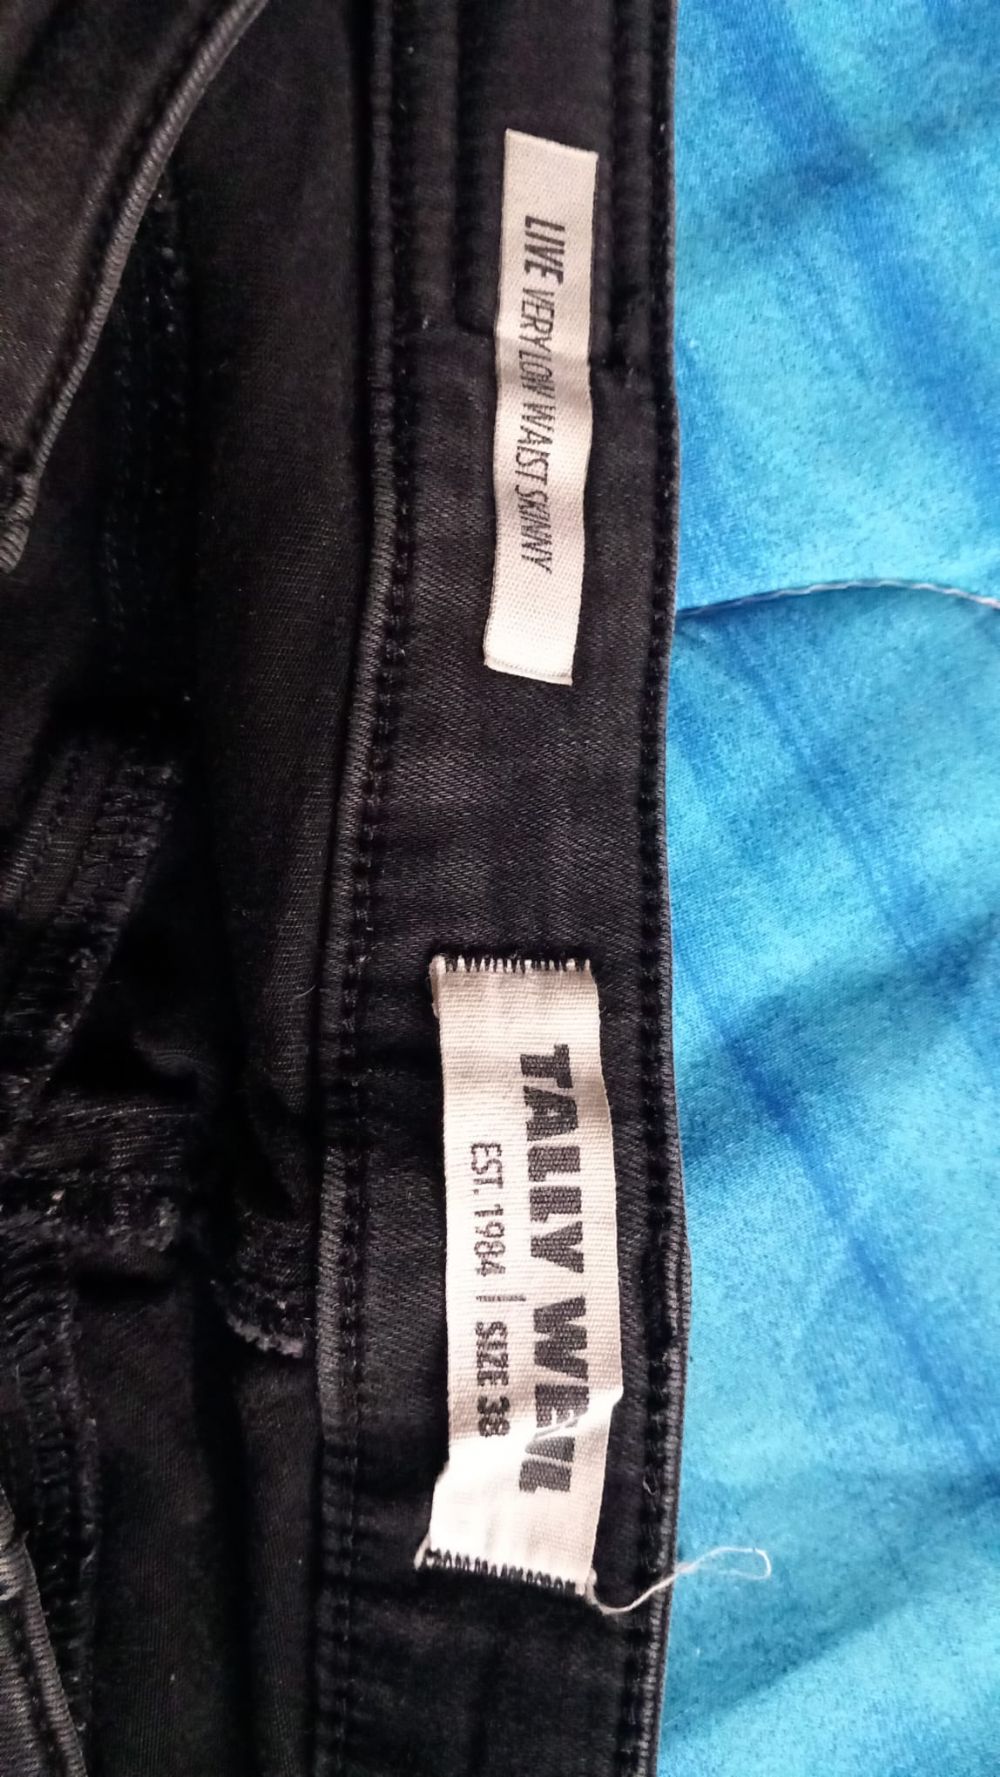 LIVE VERY LOW WAIST SKINNY
TALLY WEIJL
EST. 1984 | SIZE 38